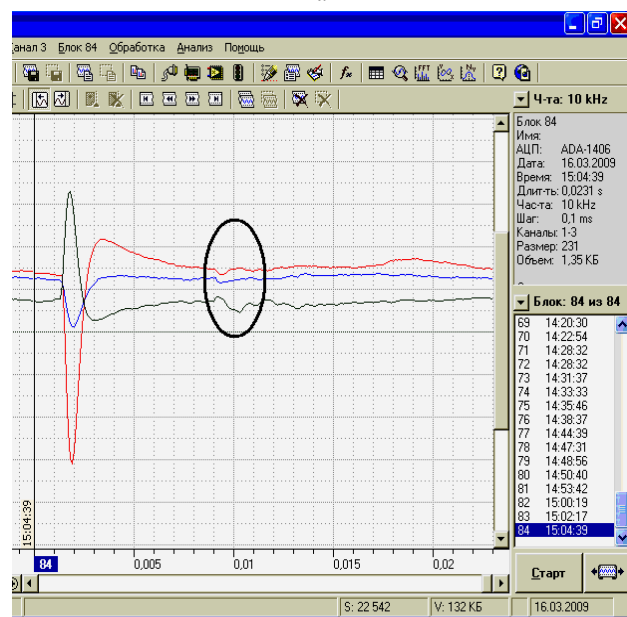 Канал 3 Блок 84 Обработка Анализ Помощь
Ч-та: 10 kHz
Блок 84
Имя:
АЦП: ADA-1406
Дата: 16.03.2009
Время: 15:04:39
Длит-ть: 0,0231 s
Час-та: 10 kHz
Шаг: 0,1 ms
Каналы: 1-3
Размер: 231
Объем: 1,35 КБ
Блок: 84 из 84
69 14:20:30
70 14:22:54
71 14:28:32
72 14:28:32
73 14:31:37
74 14:33:33
75 14:35:46
76 14:38:37
77 14:44:39
78 14:47:31
79 14:48:56
80 14:50:40
81 14:53:42
82 15:00:19
83 15:02:17
84 15:04:39
15:04:39
84 0,005 0,01 0,015 0,02
Старт
S: 22 542 V: 132 КБ 16.03.2009